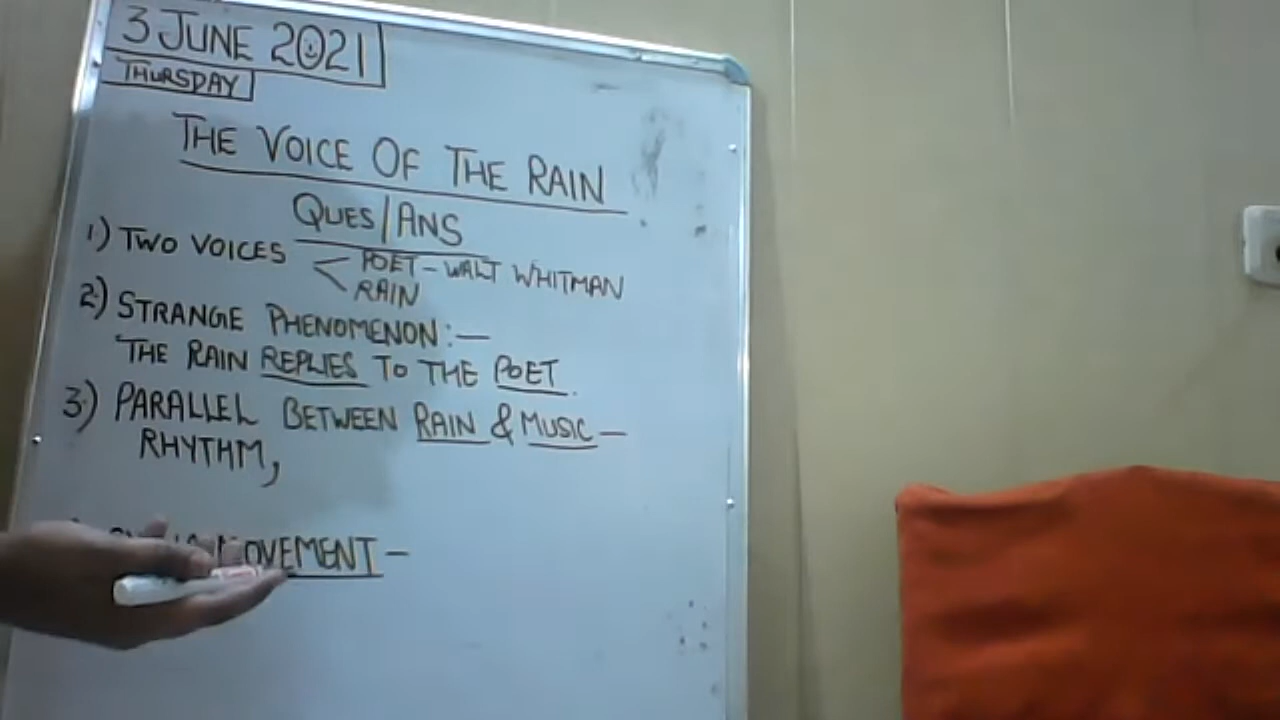 3 JUNE 2021
THURSDAY
THE VOICE OF THE RAIN
QUES/ANS
1) TWO VOICES
POET - WALT WHITMAN
RAIN
2) STRANGE PHENOMENON:—
THE RAIN REPLIES TO THE POET.
3) PARALLEL BETWEEN RAIN & MUSIC —
RHYTHM,
MOVEMENT —